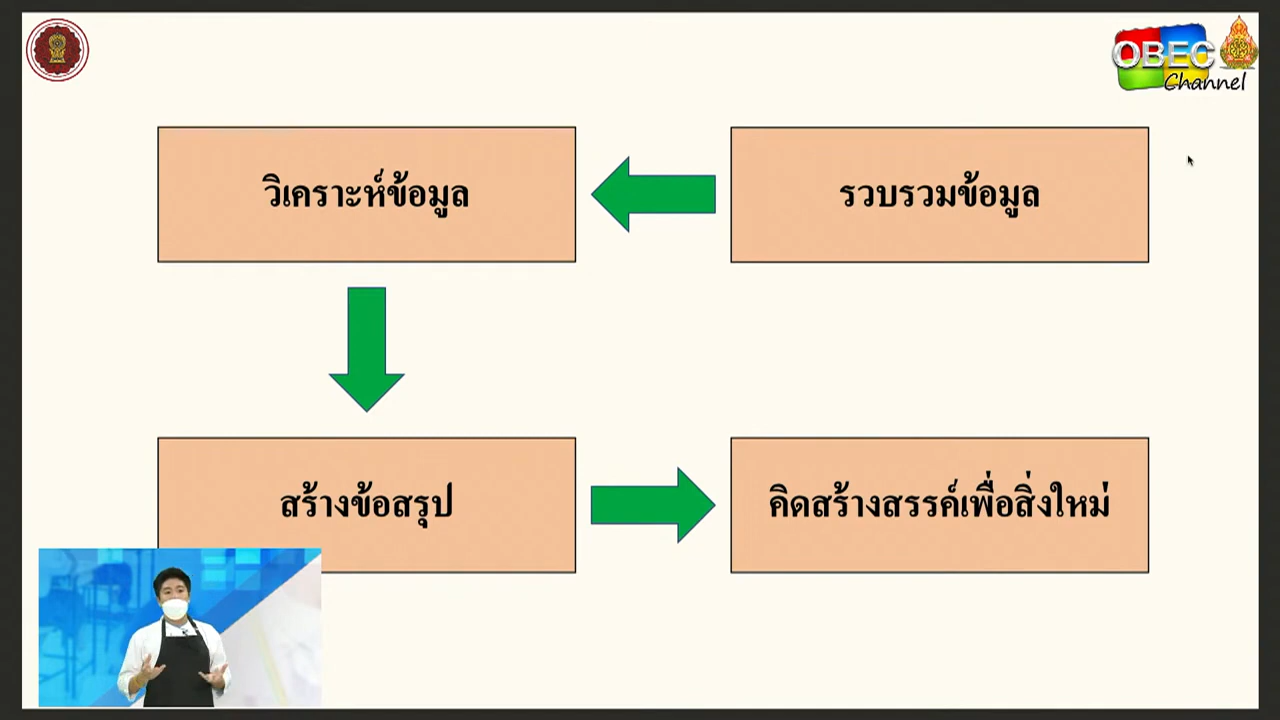 OBEC
Channel
วิเคราะห์ข้อมูล
รวบรวมข้อมูล
สร้างข้อสรุป
คิดสร้างสรรค์เพื่อสิ่งใหม่